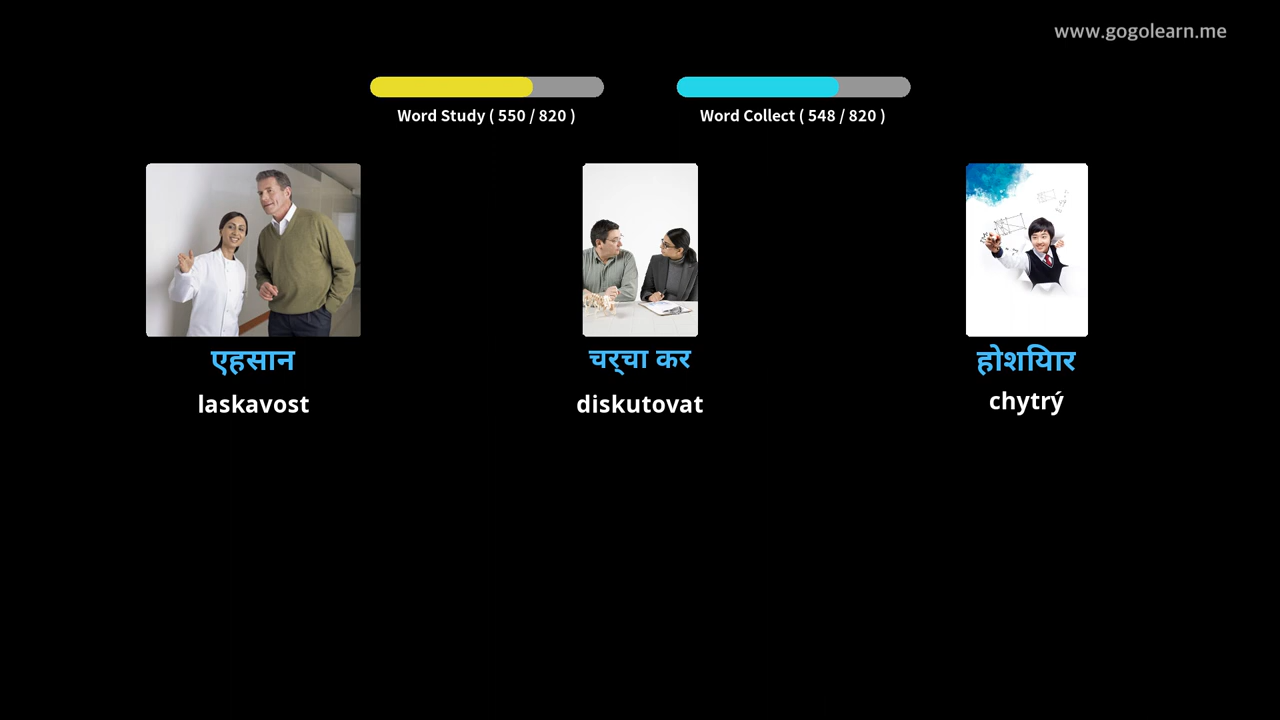 www.gogolearn.me
Word Study ( 550 / 820 )
Word Collect ( 548 / 820 )
एहसान
चर्चा कर
होशियार
laskavost
diskutovat
chytrý